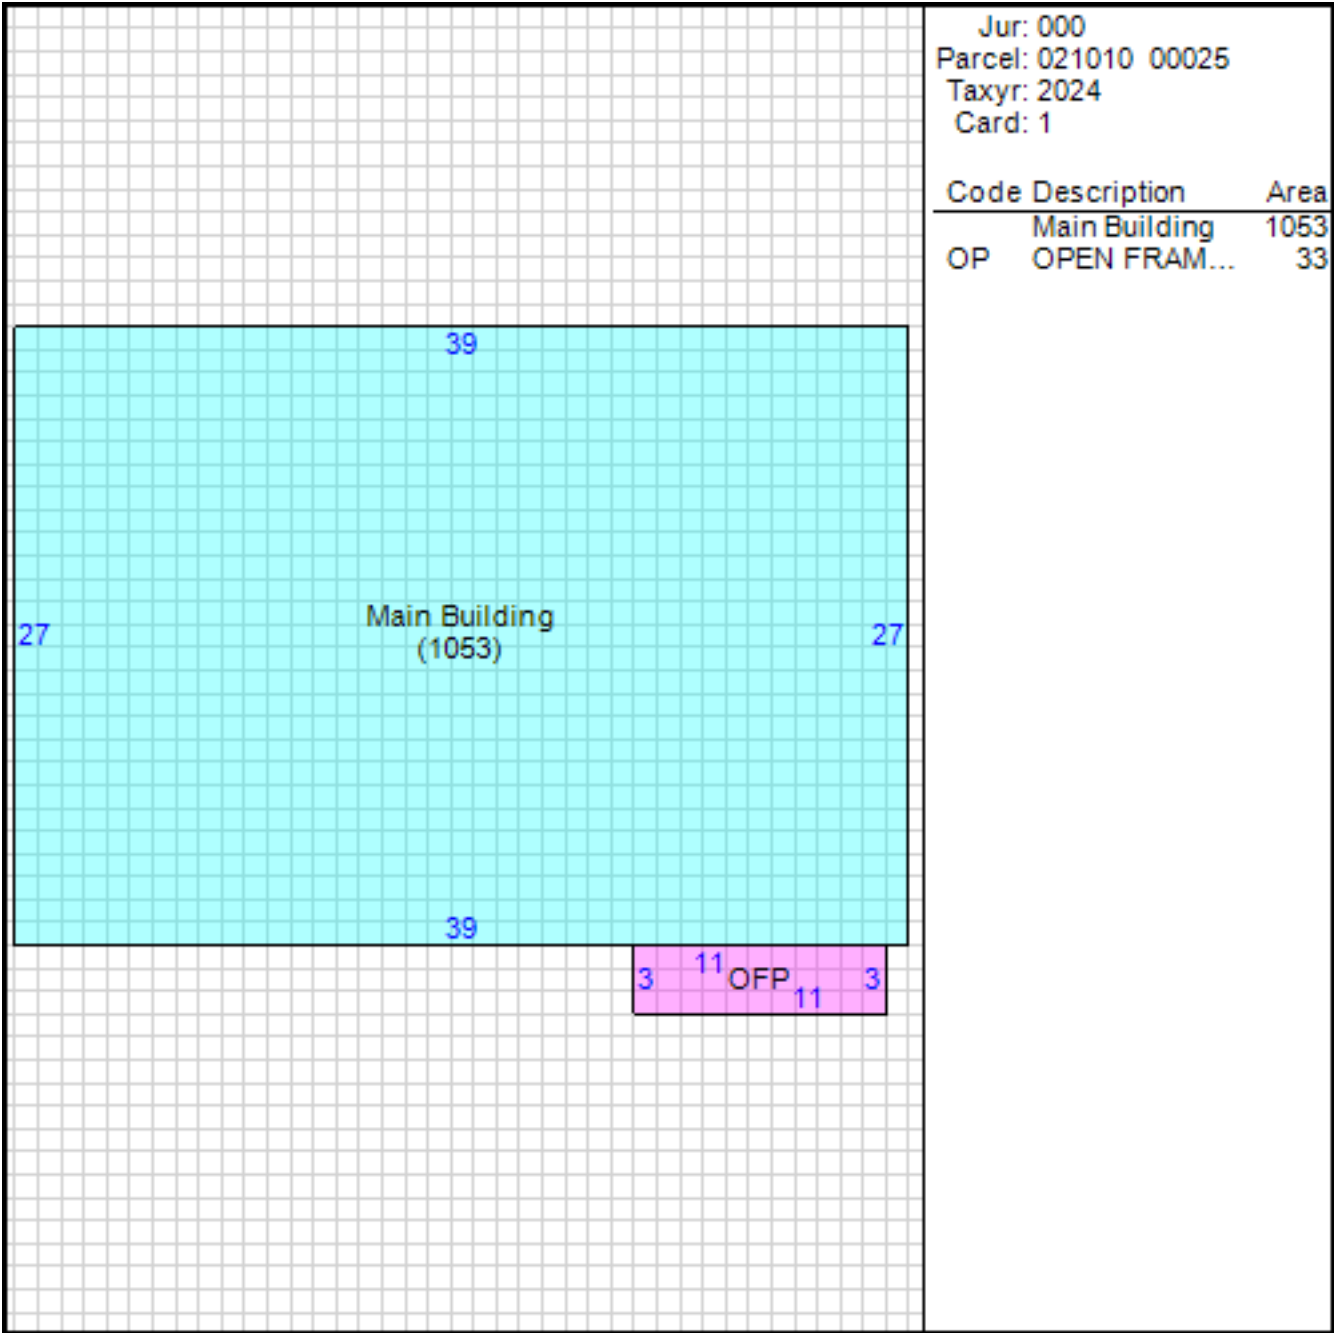 Jur: 000
Parcel: 021010 00025
Taxyr: 2024
Card: 1
Code Description Area
Main Building 1053
OP OPEN FRAM... 33
39
27
Main Building
(1053)
27
39
3
11
OFP
11
3